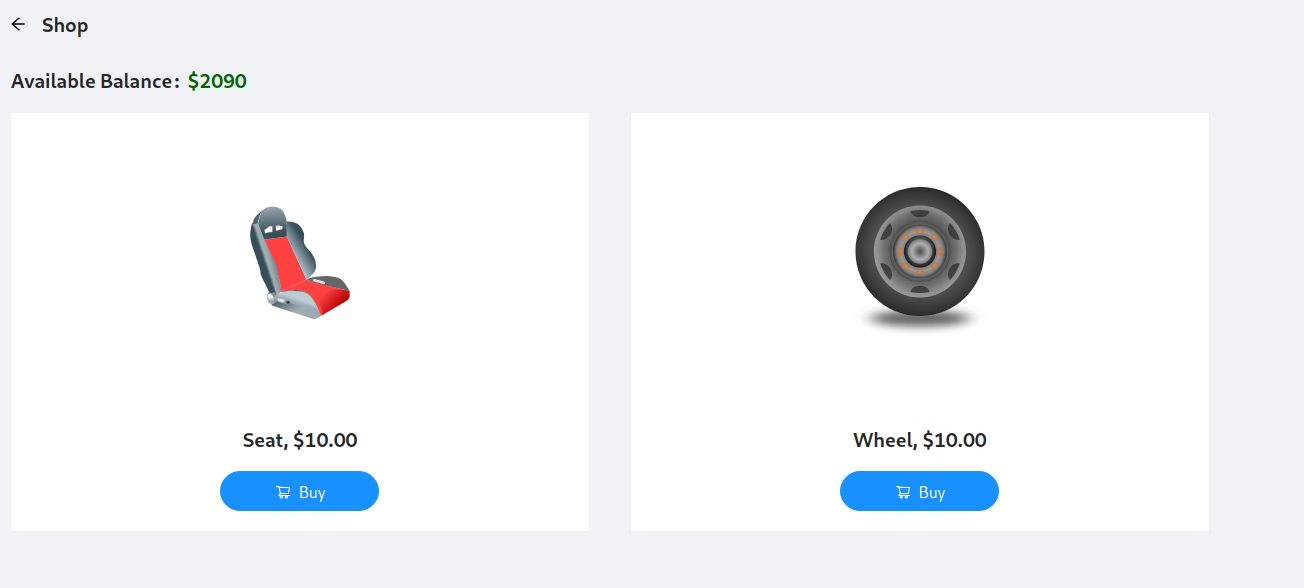 Shop
Available Balance: $2090
Seat, $10.00
Buy
Wheel, $10.00
Buy